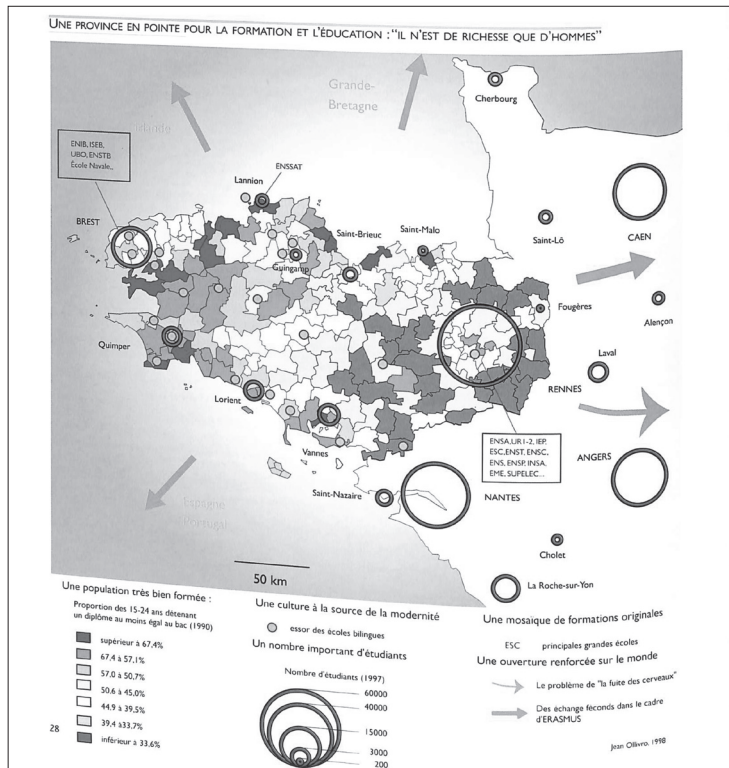 UNE PROVINCE EN POINTE POUR LA FORMATION ET L'ÉDUCATION : "IL N'EST DE RICHESSE QUE D'HOMMES"
Grande-
Bretagne
Cherbourg
Irlande
ENIB, ISEB,
UBO, ENSTB
École Navale,,
ENSSAT
Lannion
BREST
Saint-Brieuc
Saint-Malo
Saint-Lô
CAEN
Guingamp
Fougères
Alençon
Quimper
Laval
RENNES
Lorient
ENSA,UR1-2, IEP,
ESC,ENST, ENSC,
ENS, ENSP, INSA,
EME, SUPELEC...
ANGERS
Vannes
Saint-Nazaire
NANTES
Espagne
Portugal
Cholet
50 km
La Roche-sur-Yon
Une population très bien formée :
Proportion des 15-24 ans détenant
un diplôme au moins égal au bac (1990)
supérieur à 67,4%
67,4 à 57,1%
57,0 à 50,7%
50,6 à 45,0%
44,9 à 39,5%
39,4 à33,7%
inférieur à 33,6%
Une culture à la source de la modernité
essor des écoles bilingues
Un nombre important d'étudiants
Nombre d'étudiants (1997)
60000
40000
15000
3000
200
Une mosaïque de formations originales
ESC principales grandes écoles
Une ouverture renforcée sur le monde
Le problème de "la fuite des cerveaux"
Des échange féconds dans le cadre
d'ERASMUS
28
Jean Ollivro, 1998